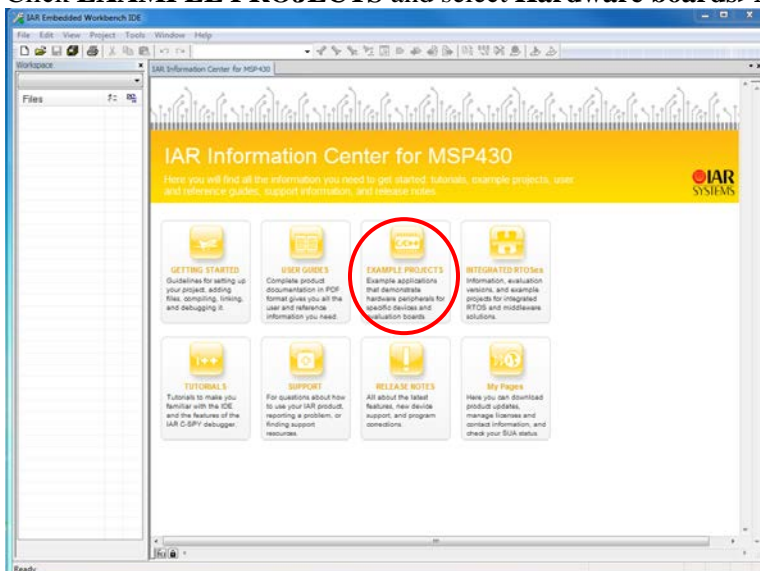 Click EXAMPLE PROJECTS and select Hardware boards>
IAR Embedded Workbench IDE
File Edit View Project Tools Window Help
Workspace
IAR Information Center for MSP430
Files
IAR Information Center for MSP430
Here you will find all the information you need to get started: tutorials, example projects, user
and reference guides, support information, and release notes.
IAR
SYSTEMS
GETTING STARTED
Guidelines for setting up
your project, adding
files, compiling, linking,
and debugging it.
USER GUIDES
Complete product
documentation in PDF
format gives you all the
user and reference
information you need.
EXAMPLE PROJECTS
Example applications
that demonstrate
hardware peripherals for
specific devices and
evaluation boards
INTEGRATED RTOSes
Information, evaluation
versions, and example
projects for integrated
RTOS and middleware
solutions.
TUTORIALS
Tutorials to make you
familiar with the IDE
and the features of the
IAR C-SPY debugger.
SUPPORT
For questions about how
to use your IAR product,
reporting a problem, or
finding support
resources.
RELEASE NOTES
All about the latest
features, new device
support, and program
corrections.
My Pages
Here you can download
product updates,
manage licenses and
contact information, and
check your SUA status.
Ready